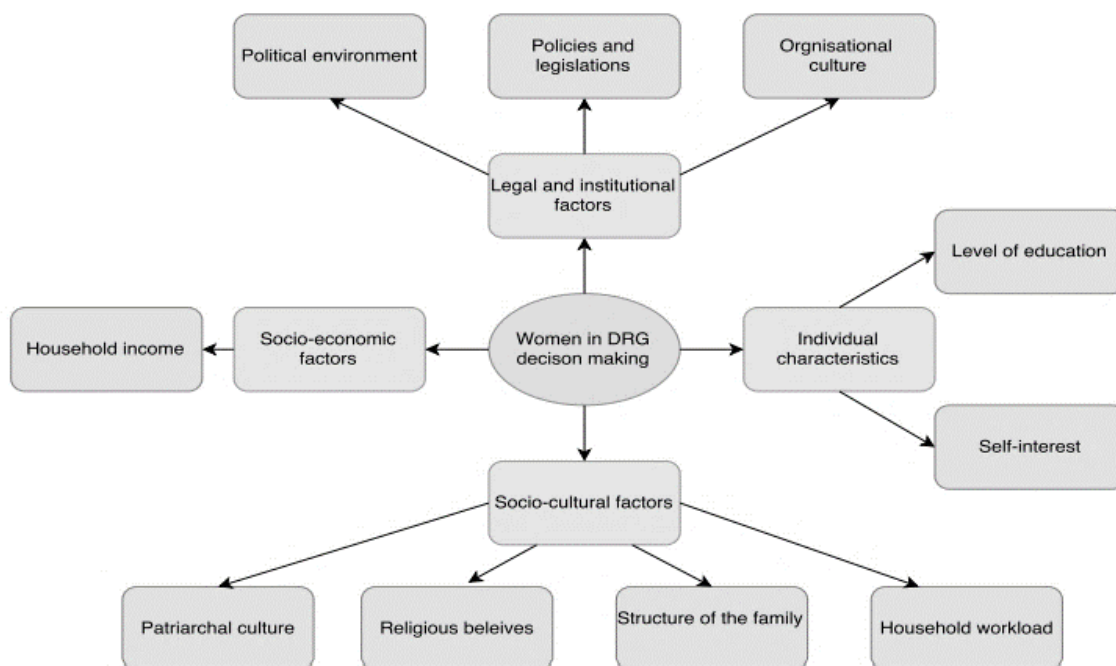 Political environment
Policies and
legislations
Orgnisational
culture
Legal and institutional
factors
Level of education
Household income
Socio-economic
factors
Women in DRG
decison making
Individual
characteristics
Self-interest
Socio-cultural factors
Patriarchal culture
Religious beleives
Structure of the family
Household workload